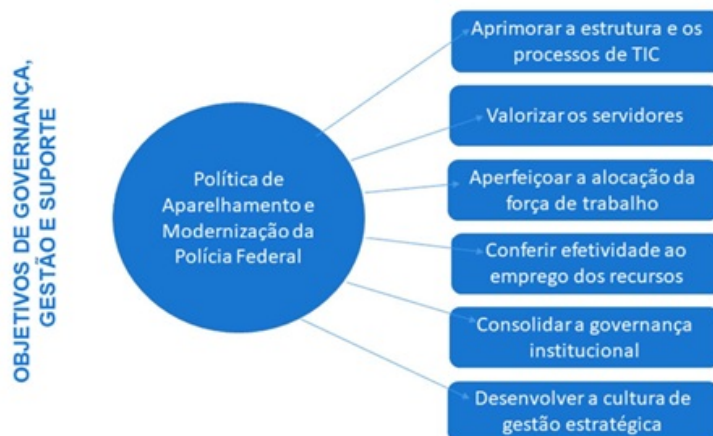 OBJETIVOS DE GOVERNANÇA,
GESTÃO E SUPORTE
Política de
Aparelhamento e
Modernização da
Polícia Federal
Aprimorar a estrutura e os
processos de TIC
Valorizar os servidores
Aperfeiçoar a alocação da
força de trabalho
Conferir efetividade ao
emprego dos recursos
Consolidar a governança
institucional
Desenvolver a cultura de
gestão estratégica